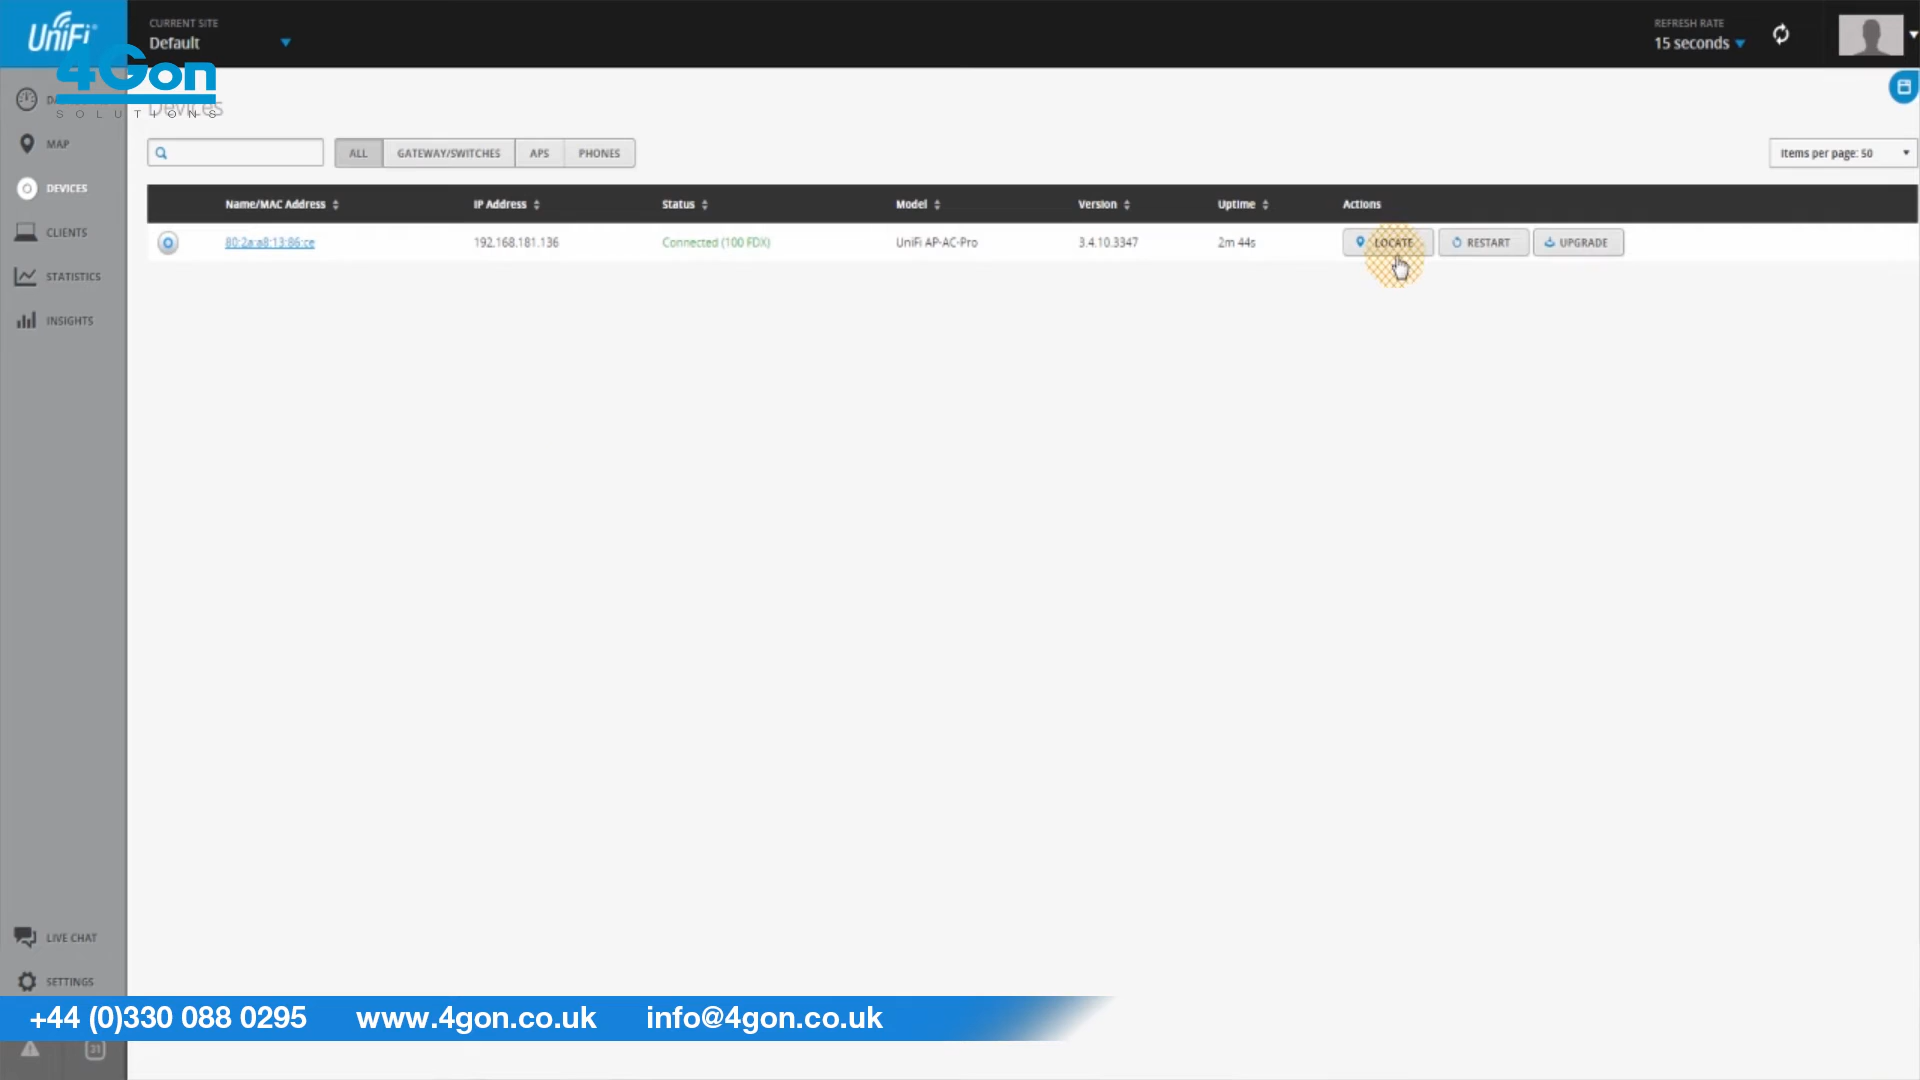 UniFi
CURRENT SITE
Default
REFRESH RATE
15 seconds
4Gon
SOLUTIONS
Devices
MAP
DEVICES
CLIENTS
STATISTICS
INSIGHTS
ALL GATEWAY/SWITCHES APS PHONES
Items per page: 50
Name/MAC Address IP Address Status Model Version Uptime Actions
80:2a:a8:13:86:ce 192.168.181.136 Connected (100 FDX) UniFi AP-AC-Pro 3.4.10.3347 2m 44s LOCATE RESTART UPGRADE
LIVE CHAT
SETTINGS
+44 (0)330 088 0295 www.4gon.co.uk info@4gon.co.uk
31